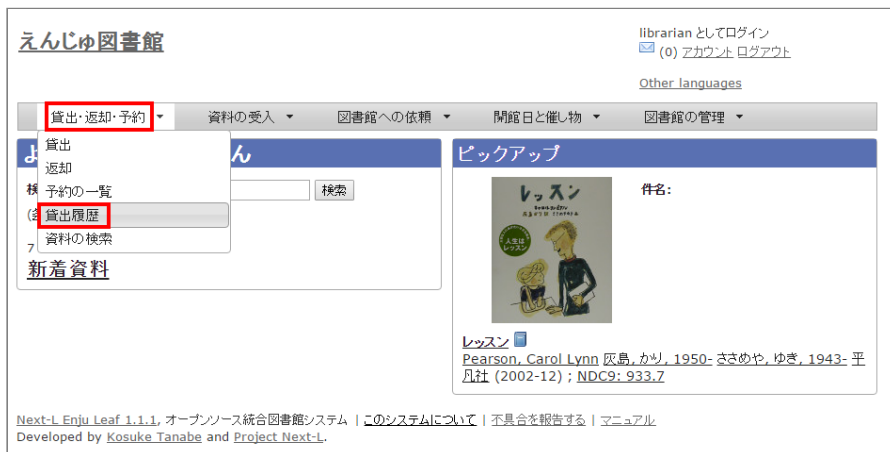 えんじゅ図書館
librarian としてログイン
(0) アカウント ログアウト
Other languages
貸出・返却・予約 ▼ 資料の受入 ▼ 図書館への依頼 ▼ 開館日と催し物 ▼ 図書館の管理 ▼
貸出
返却
予約の一覧
貸出履歴
資料の検索
よ
ん
検
検索
7
新着資料
ピックアップ
レッスン
人生は
レッスン
件名:
レッスン
Pearson, Carol Lynn 灰島, かり, 1950- ささめや, ゆき, 1943- 平
凡社 (2002-12) ; NDC9: 933.7
Next-L Enju Leaf 1.1.1, オープンソース統合図書館システム | このシステムについて | 不具合を報告する | マニュアル
Developed by Kosuke Tanabe and Project Next-L.